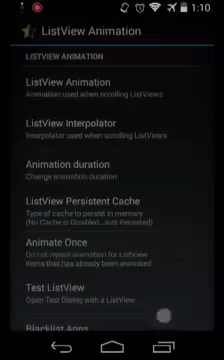 1:10
ListView Animation
LISTVIEW ANIMATION
ListView Animation
Animation used when scrolling ListViews
ListView Interpolator
Interpolator used when scrolling ListViews
Animation duration
Change animation duration
ListView Persistent Cache
Type of cache to persist in memory
(No Cache is Disabled...Just Persisted)
Animate Once
Do not repeat animation for ListView
items that has already been animated
Test ListView
Open Test Dialog with a ListView
Blacklist Apps